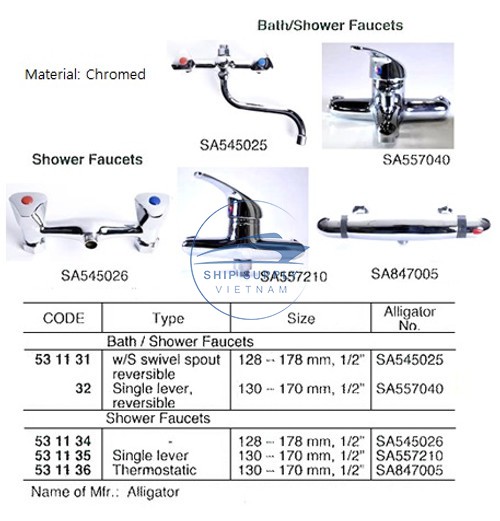 Bath/Shower Faucets
Material: Chromed
SA545025
SA557040
Shower Faucets
SA545026
SA557210
SA847005
SHIP SUPPLY
VIETNAM
CODE Type Size Alligator No.
Bath / Shower Faucets
53 11 31 w/S swivel spout reversible 128 – 178 mm, 1/2" SA545025
32 Single lever, reversible 130 – 170 mm, 1/2" SA557040
Shower Faucets
53 11 34 - 128 – 178 mm, 1/2" SA545026
53 11 35 Single lever 130 – 170 mm, 1/2" SA557210
53 11 36 Thermostatic 130 – 170 mm, 1/2" SA847005
Name of Mfr.: Alligator